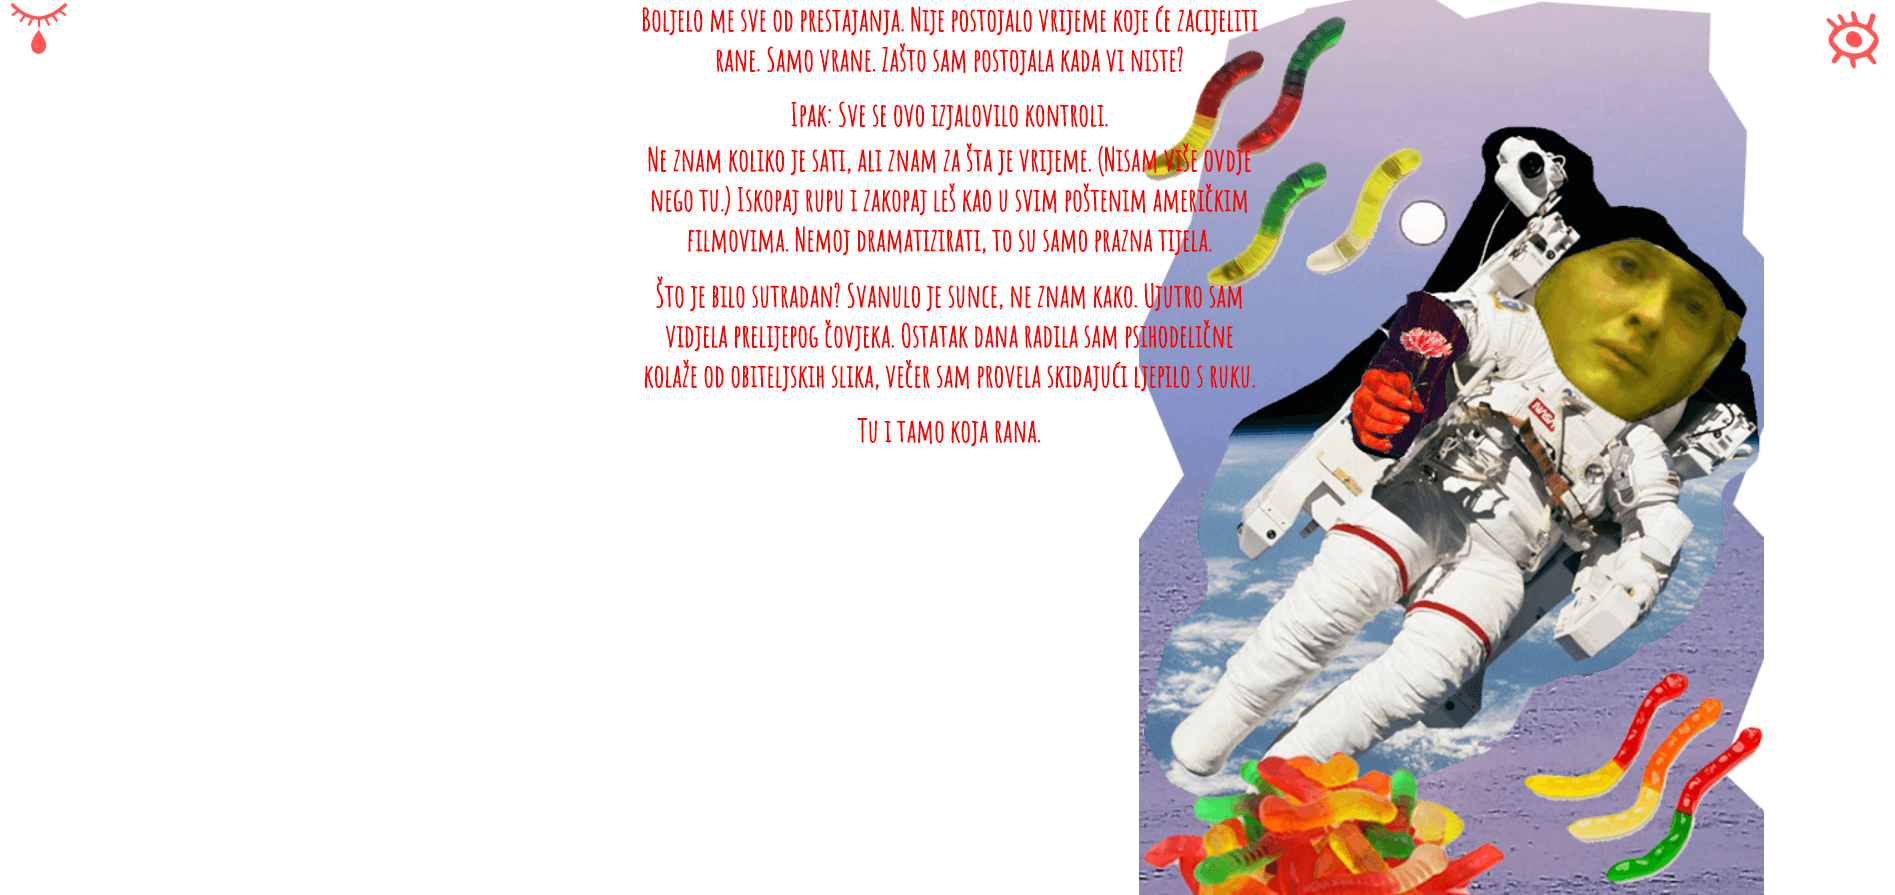 Boljelo me sve od prestajanja. Nije postojalo vrijeme koje će zacijeliti
rane. Samo vrane. Zašto sam postojala kada vi niste?
Ipak: Sve se ovo izjalovilo kontroli.
Ne znam koliko je sati, ali znam za šta je vrijeme. (Nisam više ovdje
nego tu.) Iskopaj rupu i zakopaj leš kao u svim poštenim američkim
filmovima. Nemoj dramatizirati, to su samo prazna tijela.
Što je bilo sutradan? Svanulo je sunce, ne znam kako. Ujutro sam
vidjela prelijepog čovjeka. Ostatak dana radila sam psihodelične
kolaže od obiteljskih slika, večer sam provela skidajući ljepilo s ruku.
Tu i tamo koja rana.
NASA